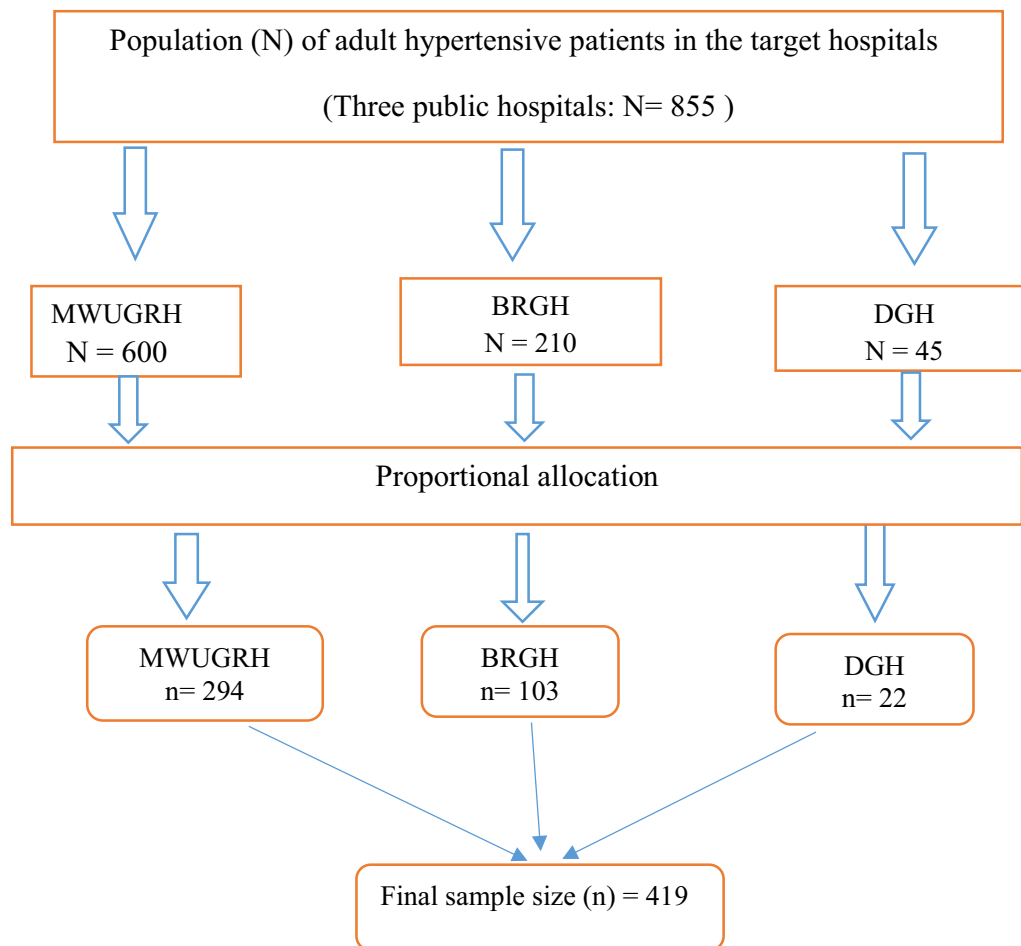 Population (N) of adult hypertensive patients in the target hospitals
(Three public hospitals: N= 855 )
MWUGRH
N = 600
BRGH
N = 210
DGH
N = 45
Proportional allocation
MWUGRH
n= 294
BRGH
n= 103
DGH
n= 22
Final sample size (n) = 419